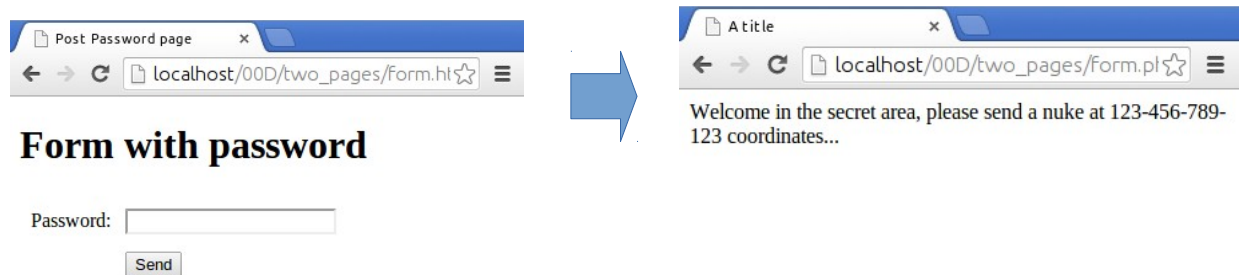 Post Password page
localhost/00D/two_pages/form.ht
Form with password
Password:
Send
A title
localhost/00D/two_pages/form.ph
Welcome in the secret area, please send a nuke at 123-456-789-
123 coordinates...